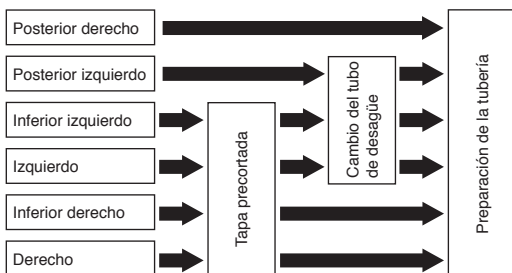 Posterior derecho
Posterior izquierdo
Inferior izquierdo
Izquierdo
Inferior derecho
Derecho
Tapa precortada
Cambio del tubo
de desagüe
Preparación de la tubería